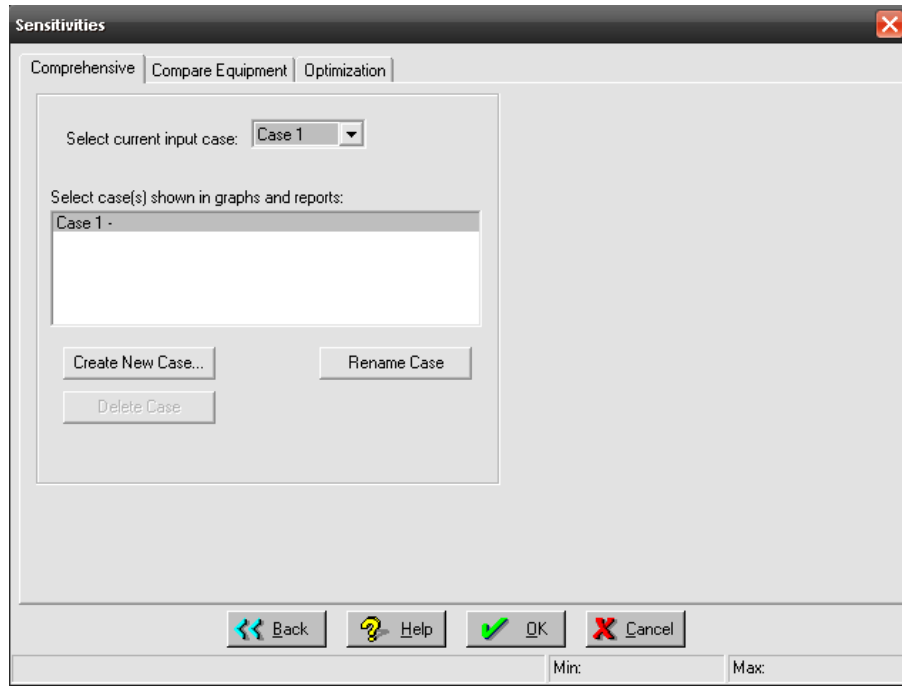 Sensitivities
Comprehensive Compare Equipment Optimization
Select current input case: Case 1
Select case(s) shown in graphs and reports:
Case 1 -
Create New Case... Rename Case
Delete Case
Back Help OK Cancel
Min: Max: